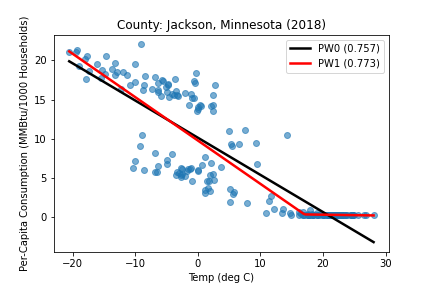 County: Jackson, Minnesota (2018)
PW0 (0.757)
PW1 (0.773)
Per-Capita Consumption (MMBtu/1000 Households)
20
15
10
5
0
−20 −10 0 10 20 30
Temp (deg C)